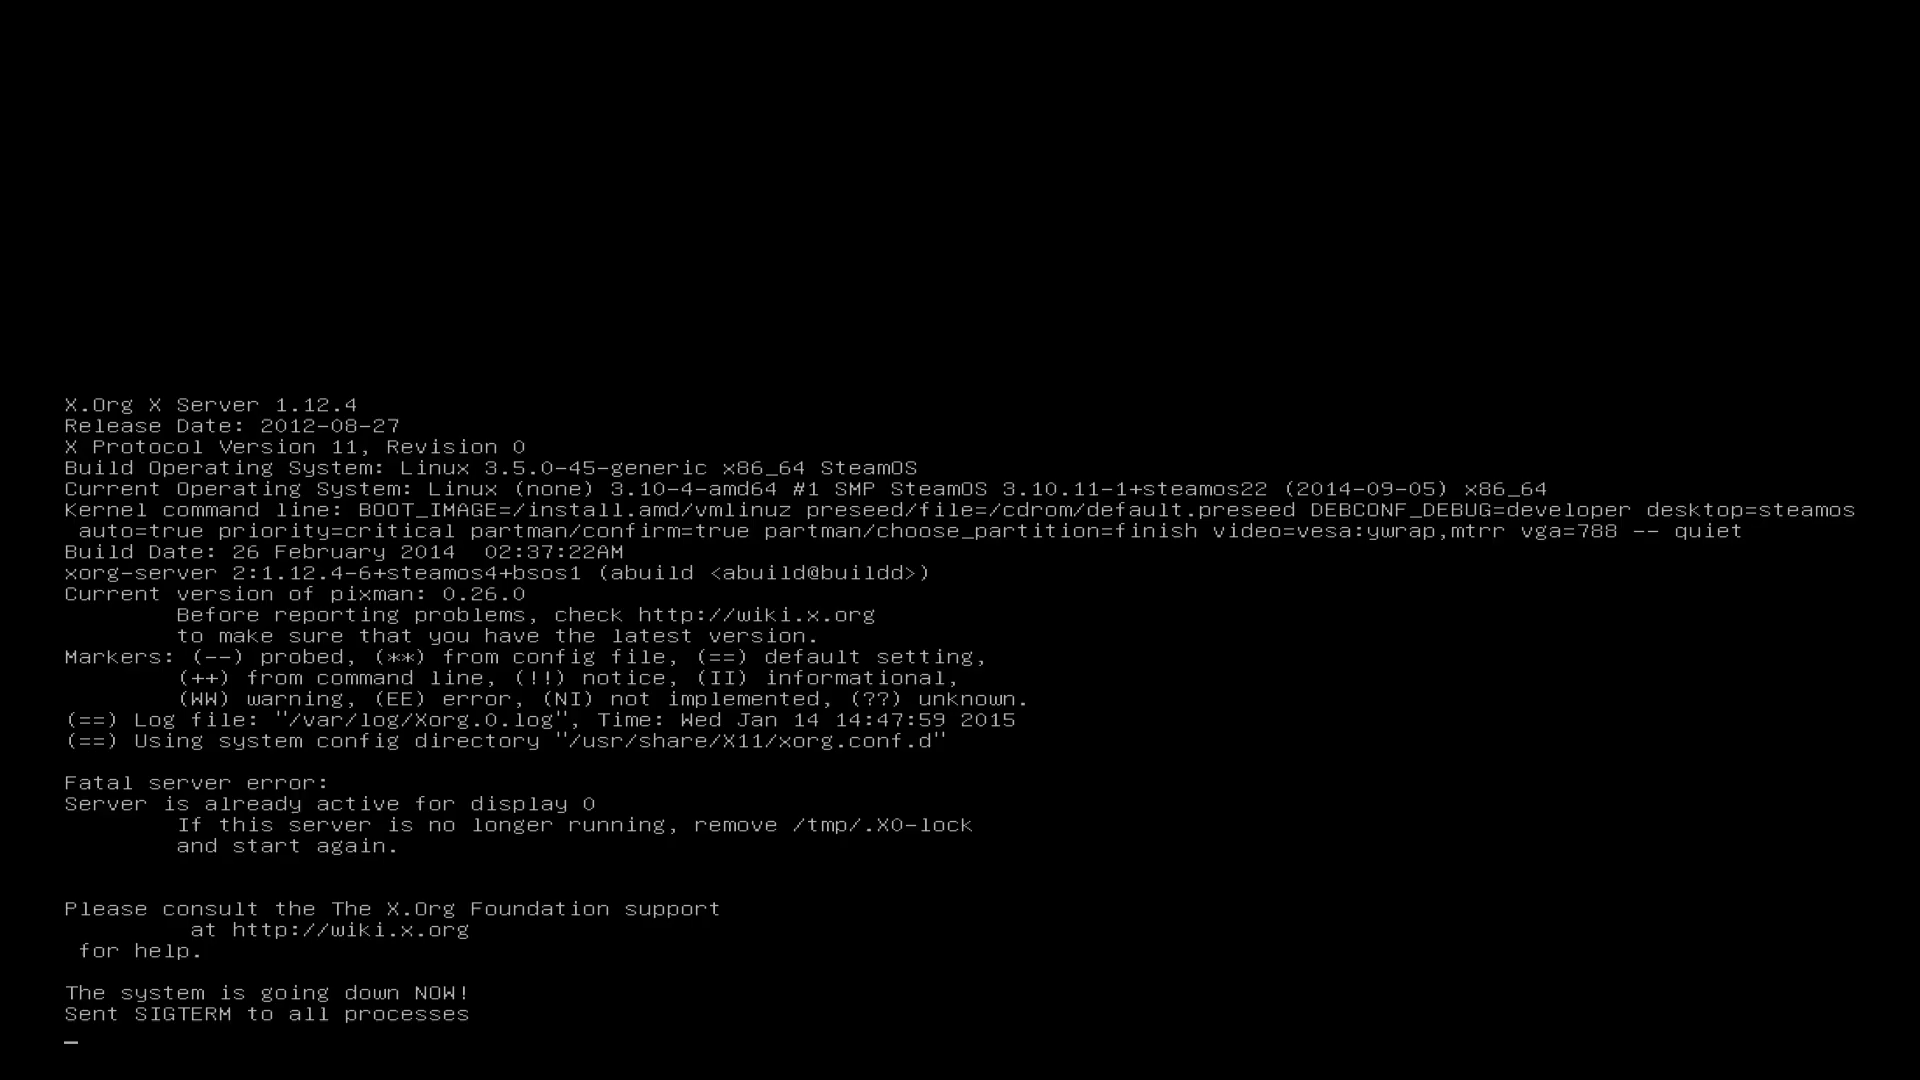 X.Org X Server 1.12.4
Release Date: 2012-08-27
X Protocol Version 11, Revision 0
Build Operating System: Linux 3.5.0-45-generic x86_64 SteamOS
Current Operating System: Linux (none) 3.10-4-amd64 #1 SMP SteamOS 3.10.11-1+steamos22 (2014-09-05) x86_64
Kernel command line: BOOT_IMAGE=/install.amd/vmlinuz preseed/file=/cdrom/default.preseed DEBCONF_DEBUG=developer desktop=steamos
 auto=true priority=critical partman/confirm=true partman/choose_partition=finish video=vesa:ywrap,mtrr vga=788 -- quiet
Build Date: 26 February 2014  02:37:22AM
xorg-server 2:1.12.4-6+steamos4+bsos1 (abuild <abuild@buildd>)
Current version of pixman: 0.26.0
        Before reporting problems, check http://wiki.x.org
        to make sure that you have the latest version.
Markers: (--) probed, (**) from config file, (==) default setting,
        (++) from command line, (!!) notice, (II) informational,
        (WW) warning, (EE) error, (NI) not implemented, (??) unknown.
(==) Log file: "/var/log/Xorg.0.log", Time: Wed Jan 14 14:47:59 2015
(==) Using system config directory "/usr/share/X11/xorg.conf.d"
Fatal server error:
Server is already active for display 0
        If this server is no longer running, remove /tmp/.X0-lock
        and start again.
Please consult the The X.Org Foundation support
         at http://wiki.x.org
 for help.
The system is going down NOW!
Sent SIGTERM to all processes